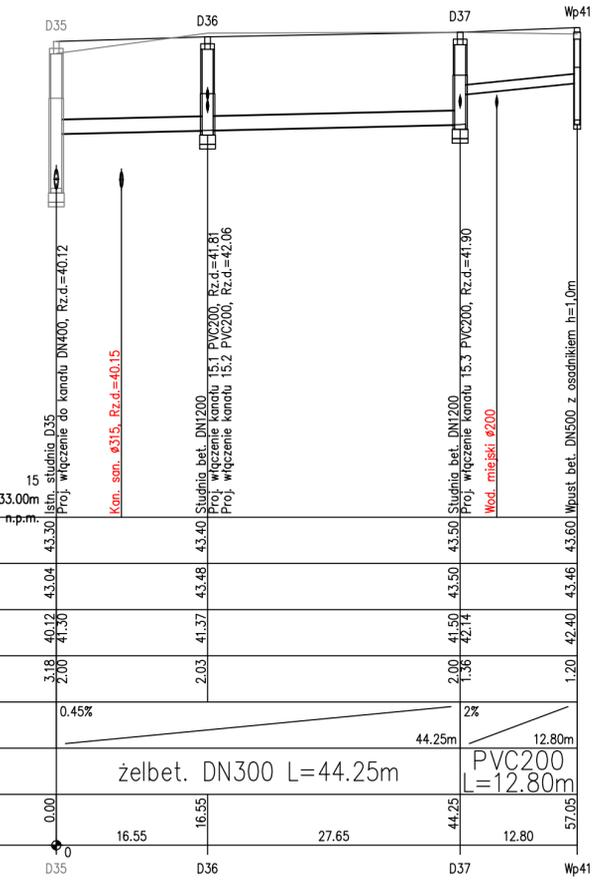 D35
D36
D37
Wp41
15
33.00m
n.p.m.
Istn. studnia D35
Proj. włączenie do kanału DN400, Rz.d.=40.12
Kan. san. ø315, Rz.d.=40.15
Studnia bet. DN1200
Proj. włączenie kanału 15.1 PVC200, Rz.d.=41.81
Proj. włączenie kanału 15.2 PVC200, Rz.d.=42.06
Studnia bet. DN1200
Proj. włączenie kanału 15.3 PVC200, Rz.d.=41.90
Wod. miejski ø200
Wpust bet. DN500 z osadnikiem h=1,0m
43.30 43.40 43.50 43.60
43.04 43.48 43.50 43.46
40.12 41.30 41.37 41.50 42.14 42.40
3.18 2.00 2.03 2.00 1.36 1.20
0.45% 44.25m 2% 12.80m
żelbet. DN300 L=44.25m
PVC200
L=12.80m
0.00 16.55 44.25 57.05
16.55 27.65 12.80
0
D35 D36 D37 Wp41